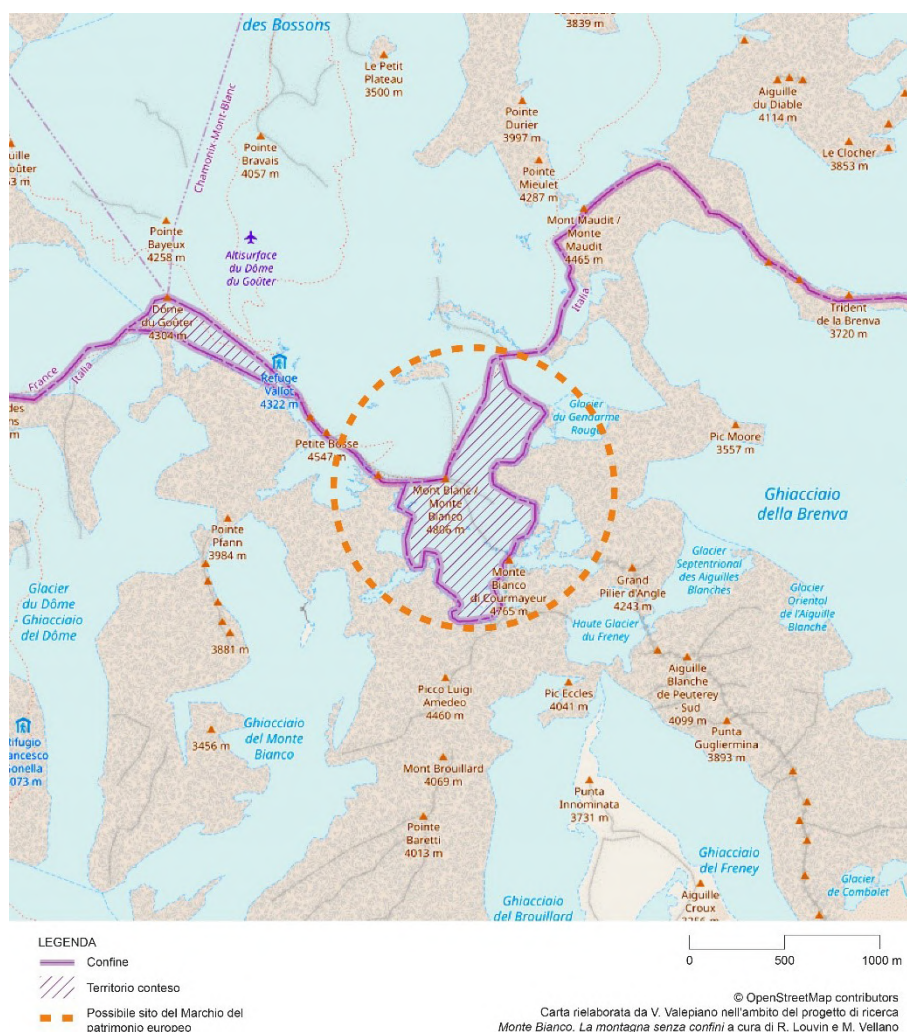 des Bossons
3839 m
Le Petit
Plateau
3500 m
Aiguille
du Diable
4114 m
Pointe
Durier
3997 m
Chamonix-Mont-Blanc
Pointe
Bravais
4057 m
Le Clocher
3853 m
Pointe
Mieulet
4287 m
Pointe
Bayeux
4258 m
Mont Maudit /
Monte
Maudit
4465 m
Altisurface
du Dôme
du Goûter
Italia
Dôme
du Goûter
4304 m
Trident
de la Brenva
3720 m
France
Italia
Refuge
Vallot
4322 m
Glacier
du Gendarme
Rouge
Petite Bosse
4547 m
Pic Moore
3557 m
Mont Blanc /
Monte
Bianco
4806 m
Ghiacciaio
della Brenva
Pointe
Pfann
3984 m
Glacier
Septentrional
des Aiguilles
Blanches
Monte
Bianco
di Courmayeur
4765 m
Grand
Pilier d'Angle
4243 m
Glacier
Oriental
de l'Aiguille
Blanche
Glacier
du Dôme
Ghiacciaio
del Dôme
Haute Glacier
du Freney
3881 m
Aiguille
Blanche
de Peuterey
- Sud
4099 m
Picco Luigi
Amedeo
4460 m
Pic Eccles
4041 m
3456 m
Ghiacciaio
del Monte
Bianco
Punta
Gugliermina
3893 m
Mont Brouillard
4069 m
Punta
Innominata
3731 m
Pointe
Baretti
4013 m
Ghiacciaio
del Freney
Glacier
de Combalet
Ghiacciaio
del Brouillard
Aiguille
Croux
LEGENDA
Confine
Territorio conteso
Possibile sito del Marchio del
patrimonio europeo
0 500 1000 m
© OpenStreetMap contributors
Carta rielaborata da V. Valepiano nell'ambito del progetto di ricerca
Monte Bianco. La montagna senza confini a cura di R. Louvin e M. Vellano